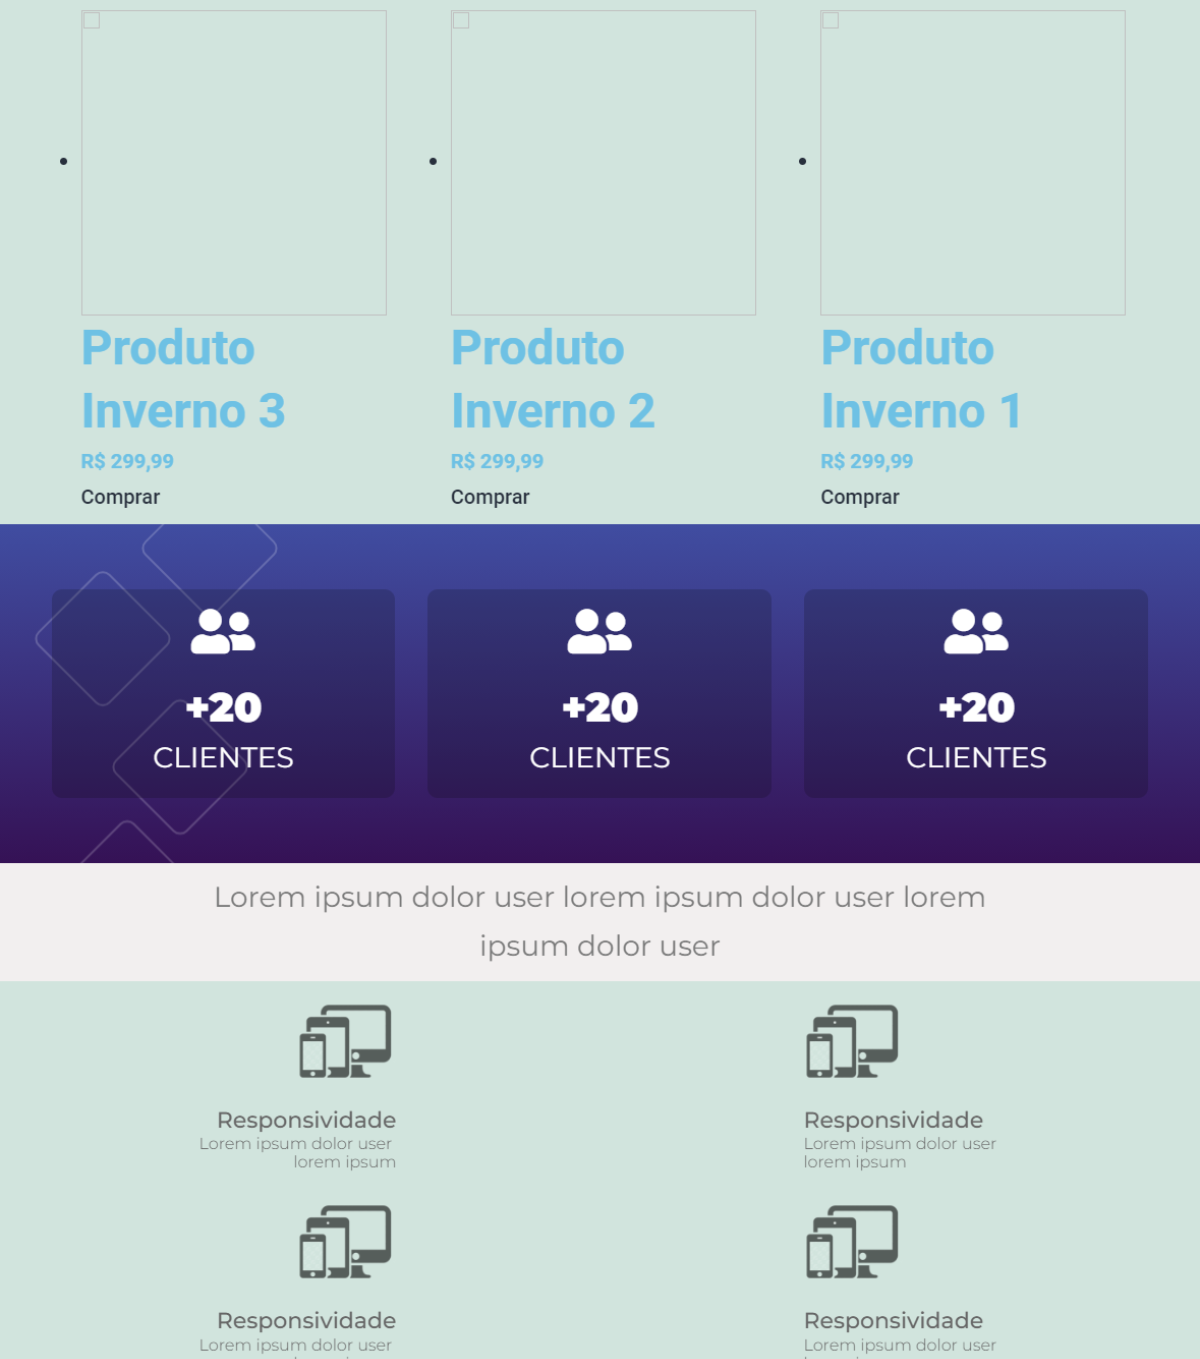 Produto
Inverno 3
R$ 299,99
Comprar
Produto
Inverno 2
R$ 299,99
Comprar
Produto
Inverno 1
R$ 299,99
Comprar
+20
CLIENTES
+20
CLIENTES
+20
CLIENTES
Lorem ipsum dolor user lorem ipsum dolor user lorem
ipsum dolor user
Responsividade
Lorem ipsum dolor user
lorem ipsum
Responsividade
Lorem ipsum dolor user
lorem ipsum
Responsividade
Lorem ipsum dolor user
Responsividade
Lorem ipsum dolor user